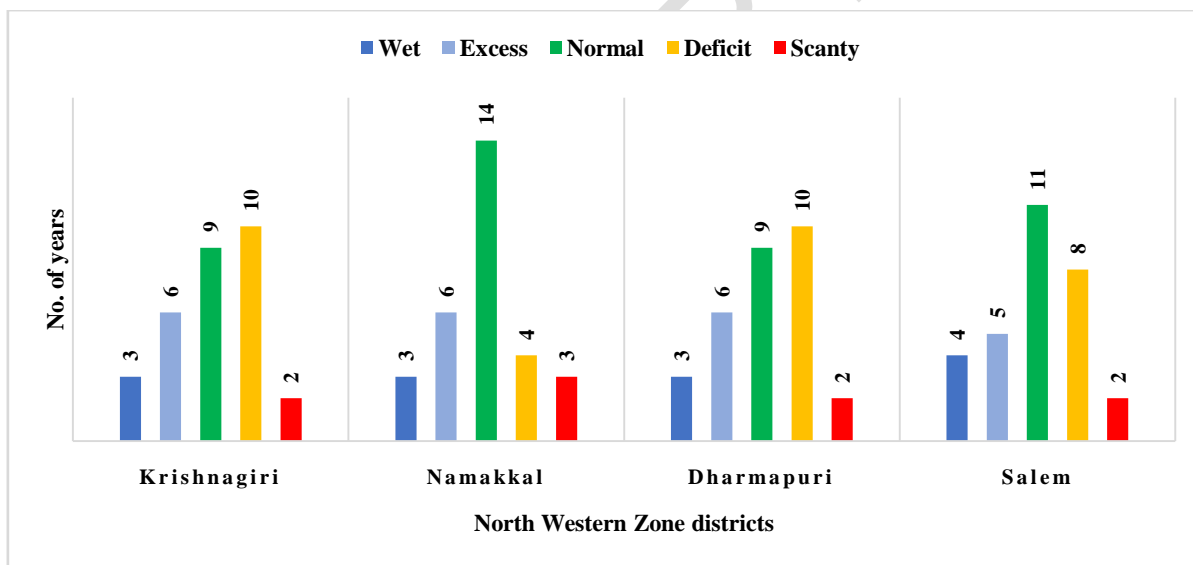 Wet Excess Normal Deficit Scanty
No. of years
3 6 9 10 2
3 6 14 4 3
3 6 9 10 2
4 5 11 8 2
Krishnagiri Namakkal Dharmapuri Salem
North Western Zone districts